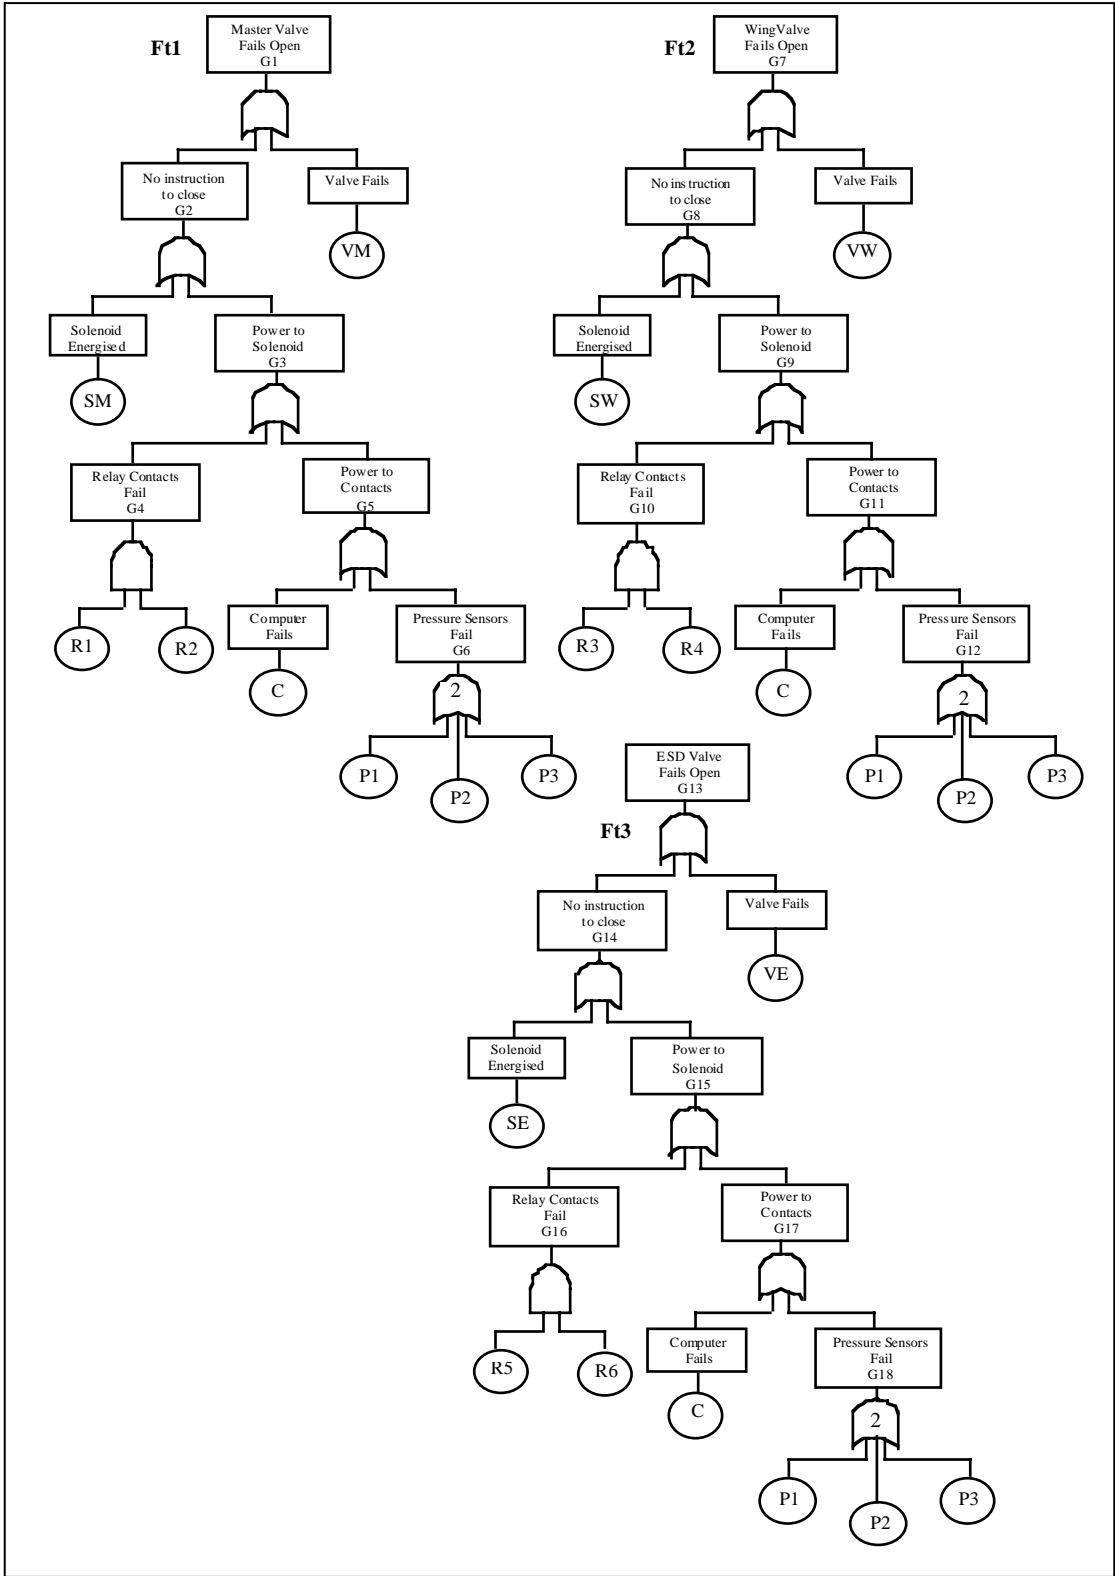 Ft1
Master Valve
Fails Open
G1
No instruction
to close
G2
Valve Fails
VM
Solenoid
Energised
SM
Power to
Solenoid
G3
Relay Contacts
Fail
G4
R1
R2
Power to
Contacts
G5
Computer
Fails
C
Pressure Sensors
Fail
G6
2
P1
P2
P3
Ft2
WingValve
Fails Open
G7
No instruction
to close
G8
Valve Fails
VW
Solenoid
Energised
SW
Power to
Solenoid
G9
Relay Contacts
Fail
G10
R3
R4
Power to
Contacts
G11
Computer
Fails
C
Pressure Sensors
Fail
G12
2
P1
P2
P3
Ft3
ESD Valve
Fails Open
G13
No instruction
to close
G14
Valve Fails
VE
Solenoid
Energised
SE
Power to
Solenoid
G15
Relay Contacts
Fail
G16
R5
R6
Power to
Contacts
G17
Computer
Fails
C
Pressure Sensors
Fail
G18
2
P1
P2
P3